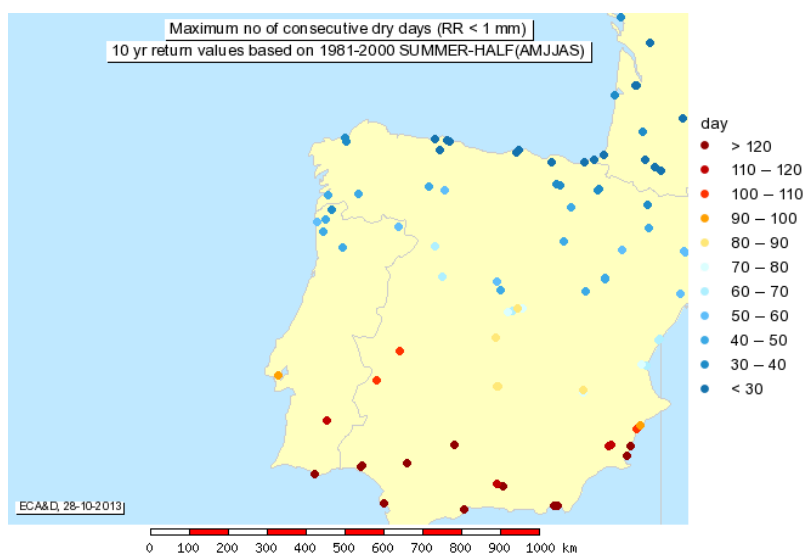 Maximum no of consecutive dry days (RR < 1 mm)
10 yr return values based on 1981-2000 SUMMER-HALF(AMJJAS)
day
> 120
110 – 120
100 – 110
90 – 100
80 – 90
70 – 80
60 – 70
50 – 60
40 – 50
30 – 40
< 30
ECA&D, 28-10-2013
0 100 200 300 400 500 600 700 800 900 1000 km